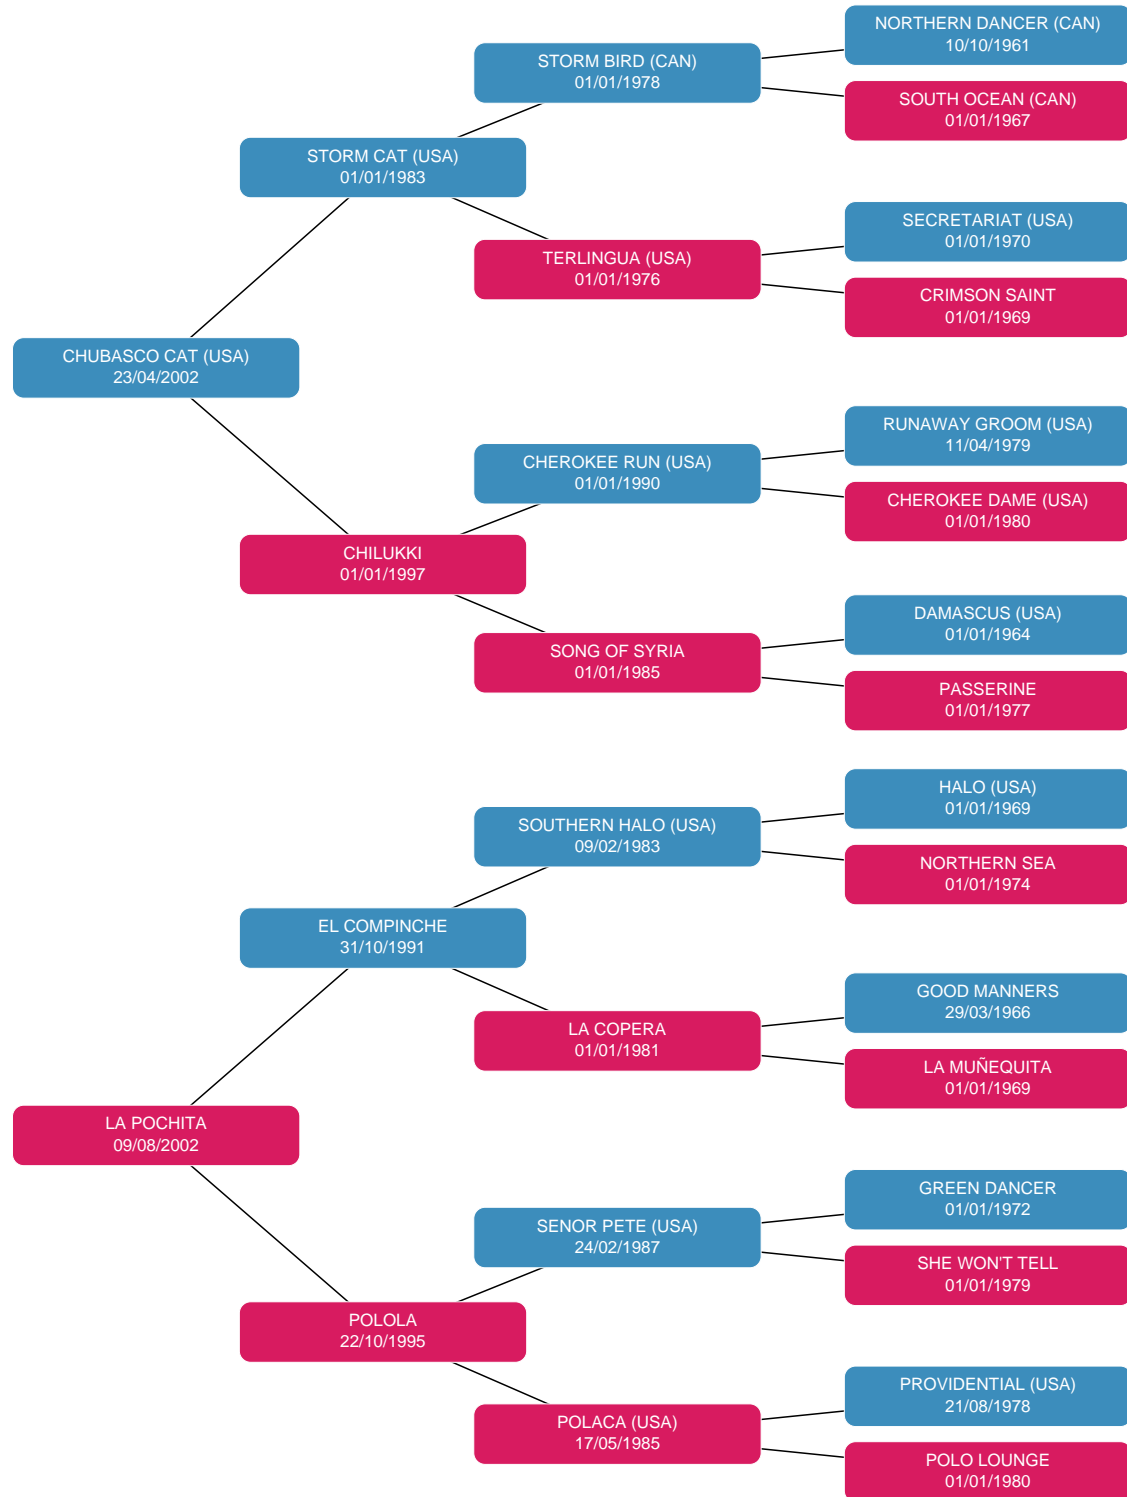 NORTHERN DANCER (CAN)
10/10/1961
STORM BIRD (CAN)
01/01/1978
SOUTH OCEAN (CAN)
01/01/1967
STORM CAT (USA)
01/01/1983
SECRETARIAT (USA)
01/01/1970
TERLINGUA (USA)
01/01/1976
CRIMSON SAINT
01/01/1969
CHUBASCO CAT (USA)
23/04/2002
RUNAWAY GROOM (USA)
11/04/1979
CHEROKEE RUN (USA)
01/01/1990
CHEROKEE DAME (USA)
01/01/1980
CHILUKKI
01/01/1997
DAMASCUS (USA)
01/01/1964
SONG OF SYRIA
01/01/1985
PASSERINE
01/01/1977
HALO (USA)
01/01/1969
SOUTHERN HALO (USA)
09/02/1983
NORTHERN SEA
01/01/1974
EL COMPINCHE
31/10/1991
GOOD MANNERS
29/03/1966
LA COPERA
01/01/1981
LA MUÑEQUITA
01/01/1969
LA POCHITA
09/08/2002
GREEN DANCER
01/01/1972
SENOR PETE (USA)
24/02/1987
SHE WON'T TELL
01/01/1979
POLOLA
22/10/1995
PROVIDENTIAL (USA)
21/08/1978
POLACA (USA)
17/05/1985
POLO LOUNGE
01/01/1980